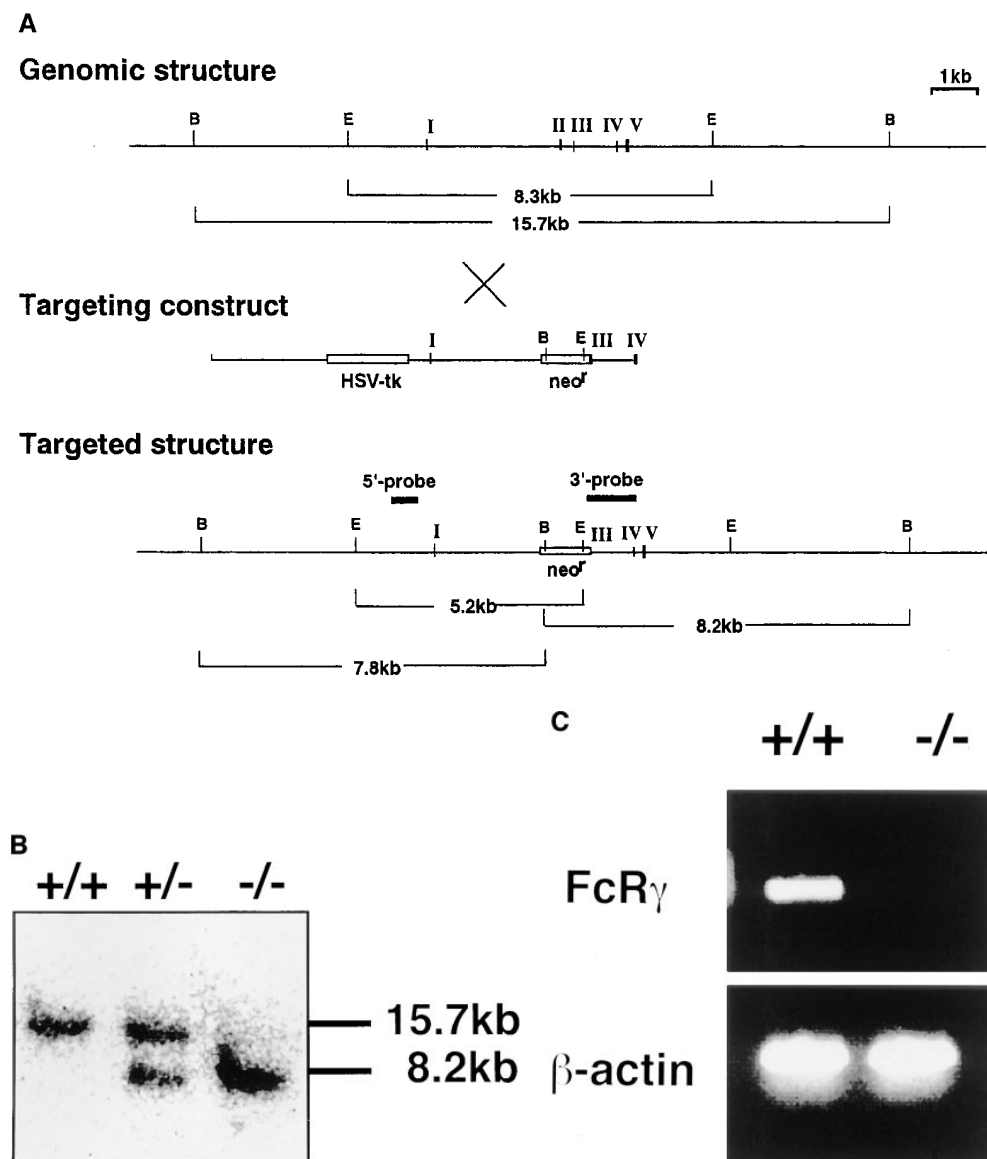 A
Genomic structure
1kb
B E I II III IV V E B
8.3kb
15.7kb
Targeting construct
I B E III IV
HSV-tk neoʳ
Targeted structure
5'-probe 3'-probe
B E I B E III IV V E B
neoʳ
5.2kb
8.2kb
7.8kb
C
+/+ -/-
FcRγ
B
+/+ +/- -/-
15.7kb
8.2kb
β-actin